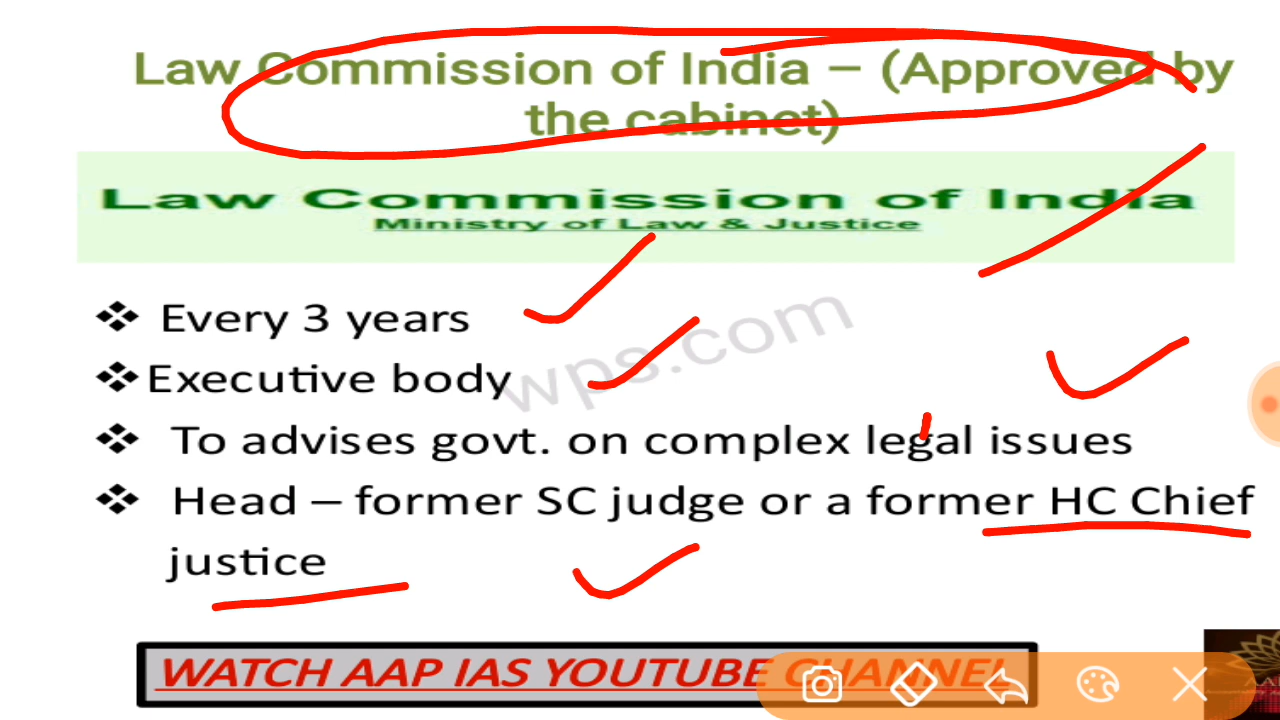 Law Commission of India – (Approved by
the cabinet)
Law Commission of India
Ministry of Law & Justice
❖ Every 3 years
❖Executive body
❖ To advises govt. on complex legal issues
❖ Head – former SC judge or a former HC Chief
justice
wps.com
WATCH AAP IAS YOUTUBE CHANNEL